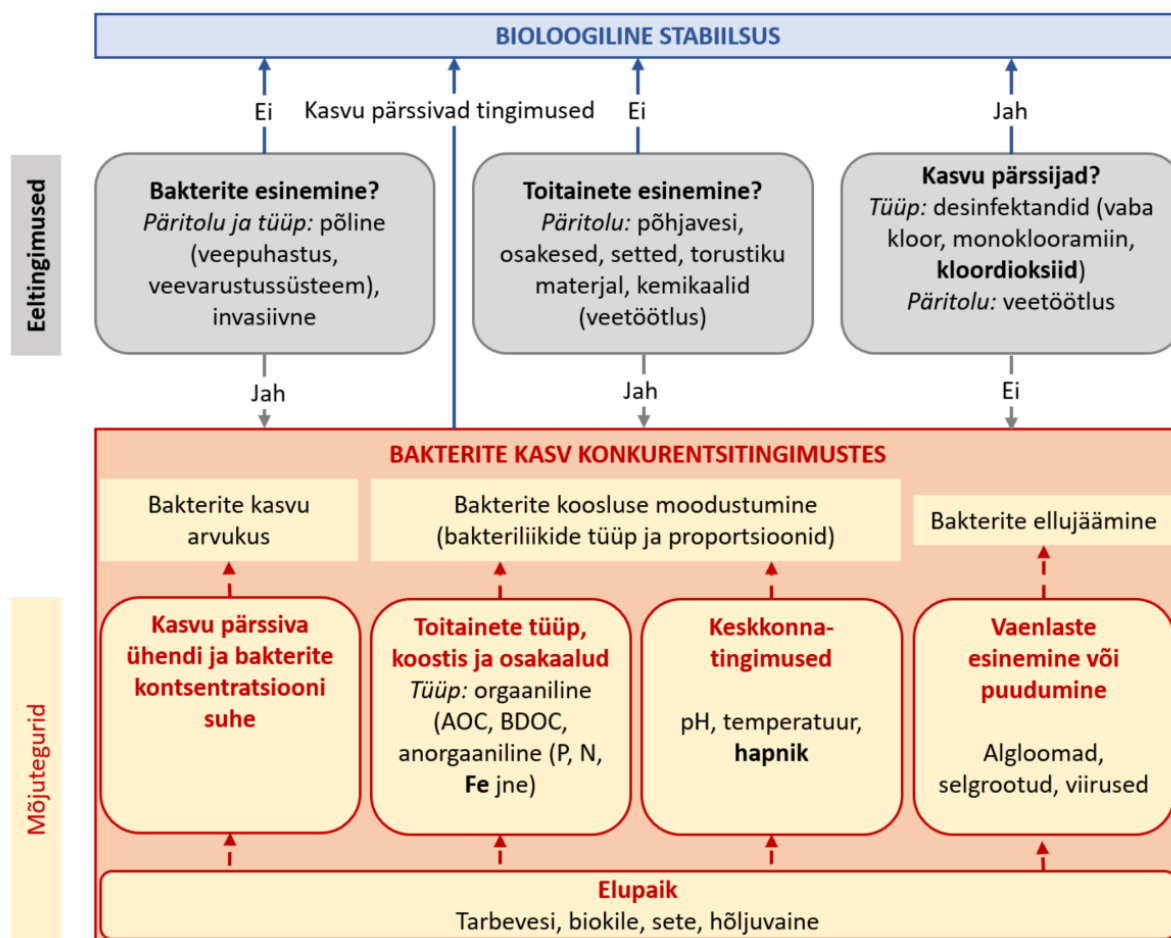 BIOLOOGILINE STABIILSUS
Ei
Kasvu pärssivad tingimused
Ei
Jah
Eeltingimused
Bakterite esinemine?
Päritolu ja tüüp: põline
(veepuhastus,
veevarustussüsteem),
invasiivne
Toitainete esinemine?
Päritolu: põhjavesi,
osakesed, setted, torustiku
materjal, kemikaalid
(veetöötlus)
Kasvu pärssijad?
Tüüp: desinfektandid (vaba
kloor, monoklooramiin,
kloordioksiid)
Päritolu: veetöötlus
Jah
Jah
Ei
BAKTERITE KASV KONKURENTSITINGIMUSTES
Bakterite kasvu
arvukus
Bakterite koosluse moodustumine
(bakteriliikide tüüp ja proportsioonid)
Bakterite ellujäämine
Mõjutegurid
Kasvu pärssiva
ühendi ja bakterite
kontsentratsiooni
suhe
Toitainete tüüp,
koostis ja osakaalud
Tüüp: orgaaniline
(AOC, BDOC,
anorgaaniline (P, N,
Fe jne)
Keskkonna-
tingimused
pH, temperatuur,
hapnik
Vaenlaste
esinemine või
puudumine
Algloomad,
selgrootud, viirused
Elupaik
Tarbevesi, biokile, sete, hõljuvaine